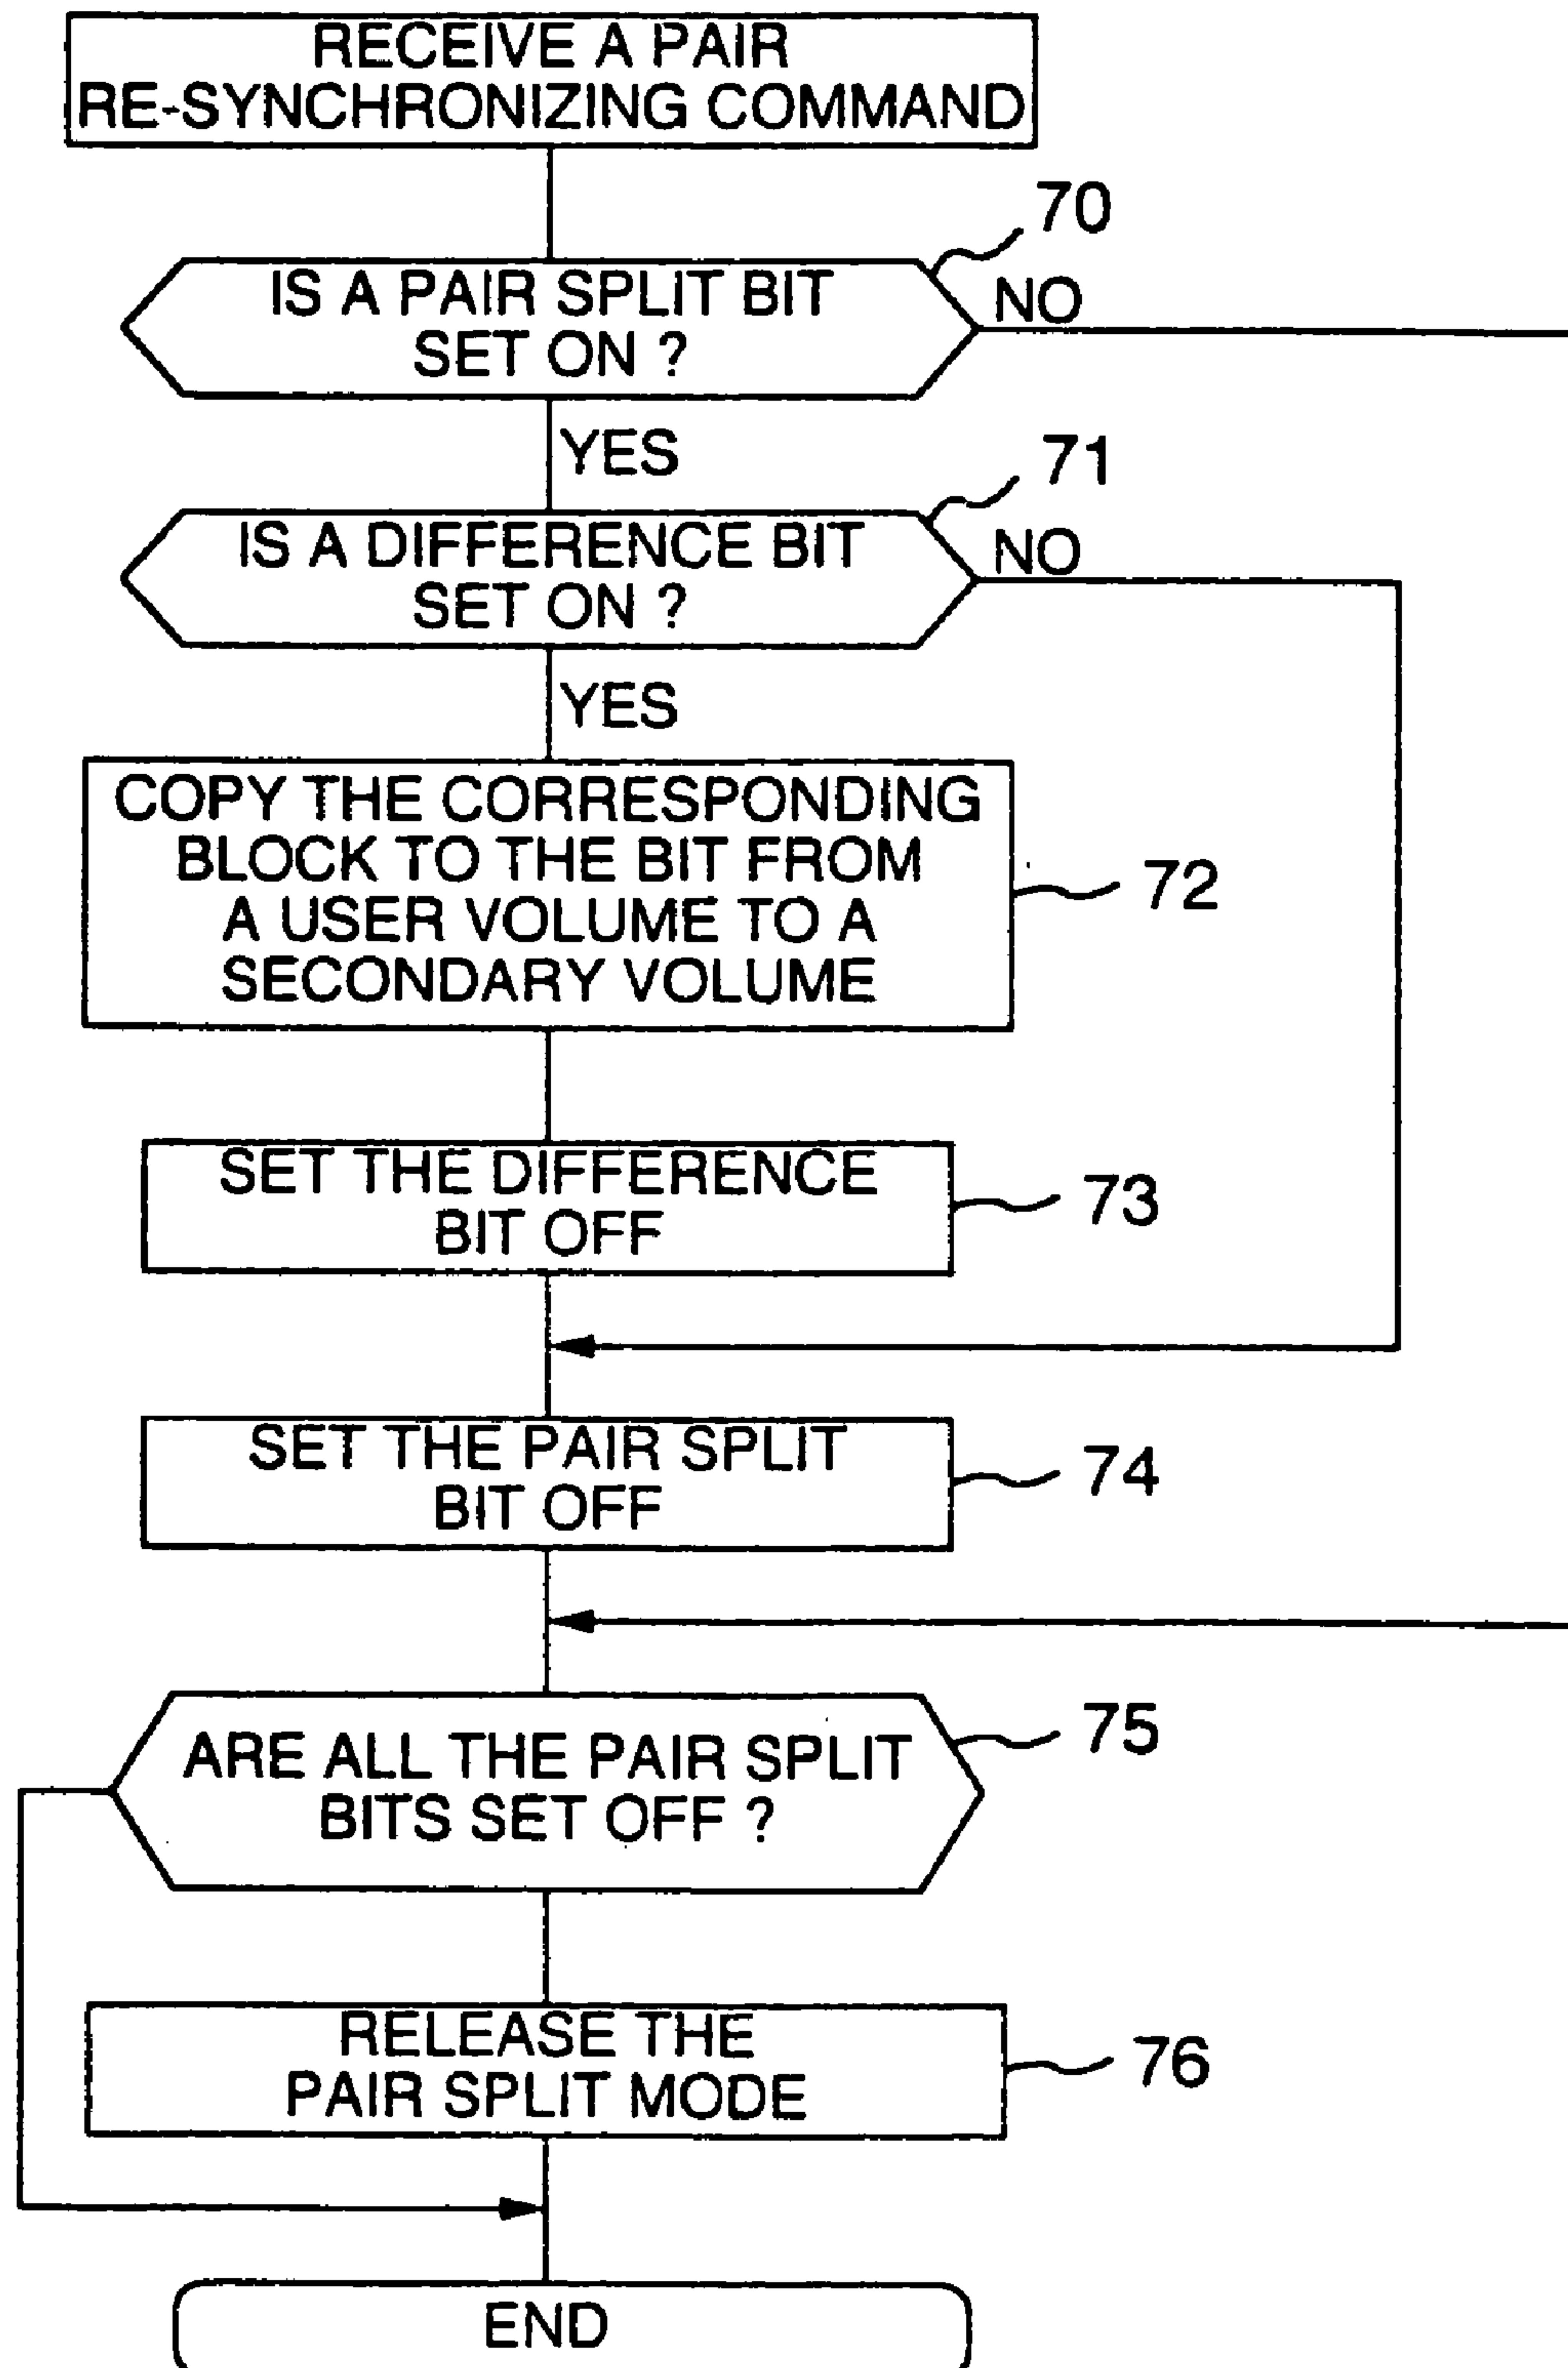 RECEIVE A PAIR
RE-SYNCHRONIZING COMMAND
70
IS A PAIR SPLIT BIT
SET ON ?
NO
YES
71
IS A DIFFERENCE BIT
SET ON ?
NO
YES
COPY THE CORRESPONDING
BLOCK TO THE BIT FROM
A USER VOLUME TO A
SECONDARY VOLUME
72
SET THE DIFFERENCE
BIT OFF
73
SET THE PAIR SPLIT
BIT OFF
74
ARE ALL THE PAIR SPLIT
BITS SET OFF ?
75
RELEASE THE
PAIR SPLIT MODE
76
END